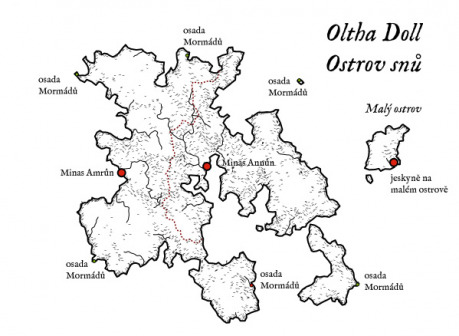 Oltha Doll
Ostrov snů
osada
Mormádů
osada
Mormádů
osada
Mormádů
Malý ostrov
Minas Amrûn
Minas Annûn
jeskyně na
malém ostrově
osada
Mormádů
osada
Mormádů
osada
Mormádů